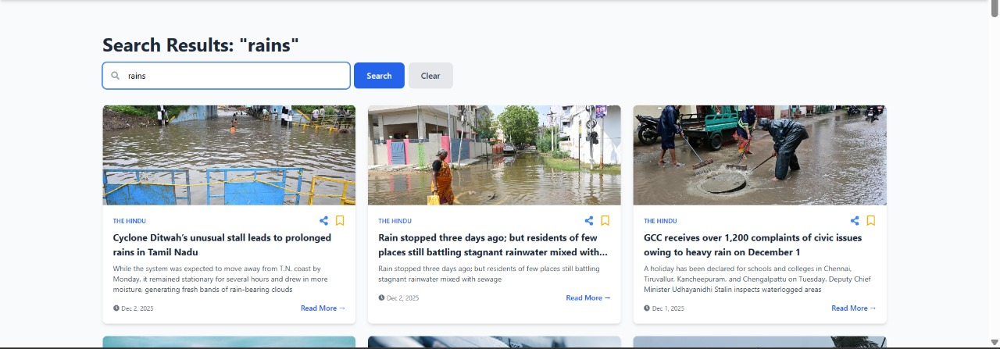 Search Results: "rains"
rains
Search
Clear
THE HINDU
Cyclone Ditwah's unusual stall leads to prolonged
rains in Tamil Nadu
While the system was expected to move away from T.N. coast by
Monday, it remained stationary for several hours and drew in more
moisture, generating fresh bands of rain-bearing clouds
Dec 2, 2025
Read More →
THE HINDU
Rain stopped three days ago; but residents of few
places still battling stagnant rainwater mixed with...
Rain stopped three days ago; but residents of few places still battling
stagnant rainwater mixed with sewage
Dec 2, 2025
Read More →
THE HINDU
GCC receives over 1,200 complaints of civic issues
owing to heavy rain on December 1
A holiday has been declared for schools and colleges in Chennai,
Tiruvallur, Kancheepuram, and Chengalpattu on Tuesday. Deputy Chief
Minister Udhayanidhi Stalin inspects waterlogged areas
Dec 1, 2025
Read More →